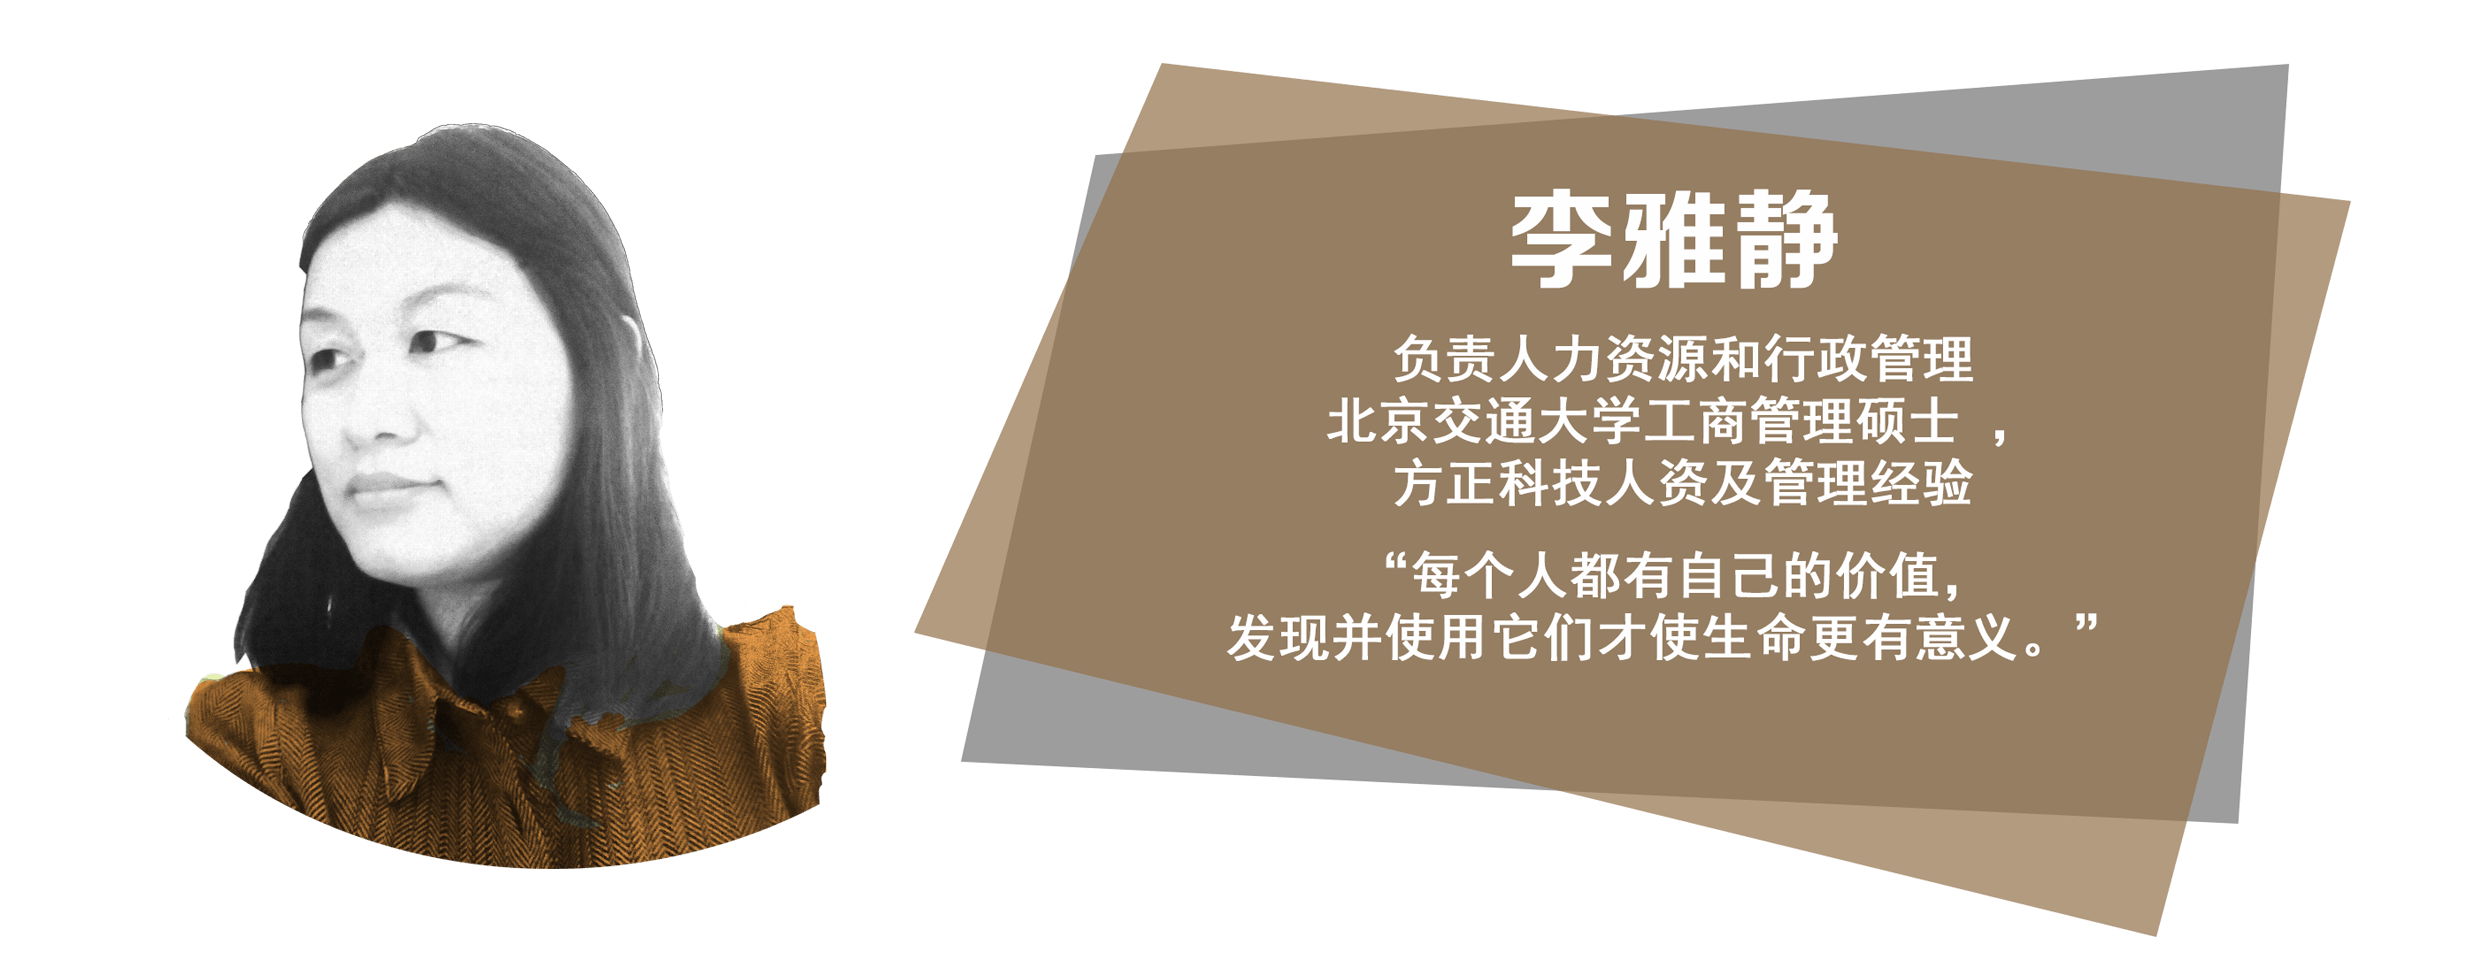 李雅静
负责人力资源和行政管理
北京交通大学工商管理硕士 ，
方正科技人资及管理经验
“每个人都有自己的价值，
发现并使用它们才使生命更有意义。”